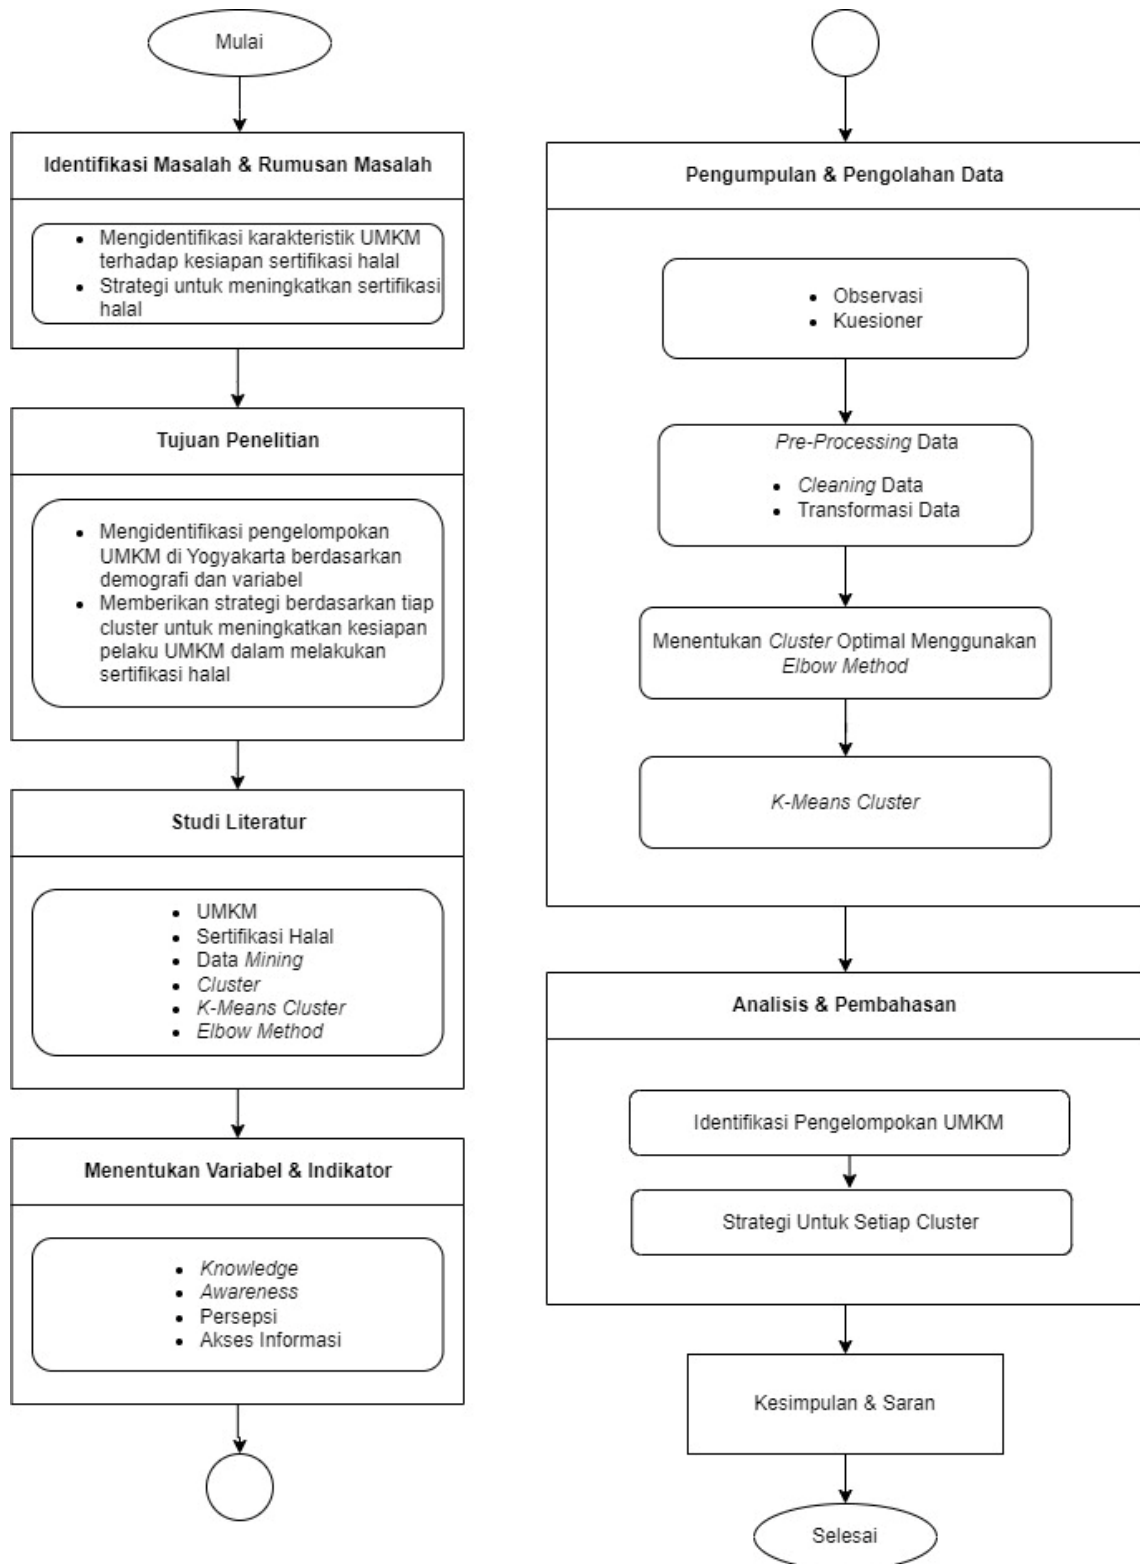 Mulai
Identifikasi Masalah & Rumusan Masalah
• Mengidentifikasi karakteristik UMKM
terhadap kesiapan sertifikasi halal
• Strategi untuk meningkatkan sertifikasi
halal
Tujuan Penelitian
• Mengidentifikasi pengelompokan
UMKM di Yogyakarta berdasarkan
demografi dan variabel
• Memberikan strategi berdasarkan tiap
cluster untuk meningkatkan kesiapan
pelaku UMKM dalam melakukan
sertifikasi halal
Studi Literatur
• UMKM
• Sertifikasi Halal
• Data Mining
• Cluster
• K-Means Cluster
• Elbow Method
Menentukan Variabel & Indikator
• Knowledge
• Awareness
• Persepsi
• Akses Informasi
Pengumpulan & Pengolahan Data
• Observasi
• Kuesioner
Pre-Processing Data
• Cleaning Data
• Transformasi Data
Menentukan Cluster Optimal Menggunakan
Elbow Method
K-Means Cluster
Analisis & Pembahasan
Identifikasi Pengelompokan UMKM
Strategi Untuk Setiap Cluster
Kesimpulan & Saran
Selesai